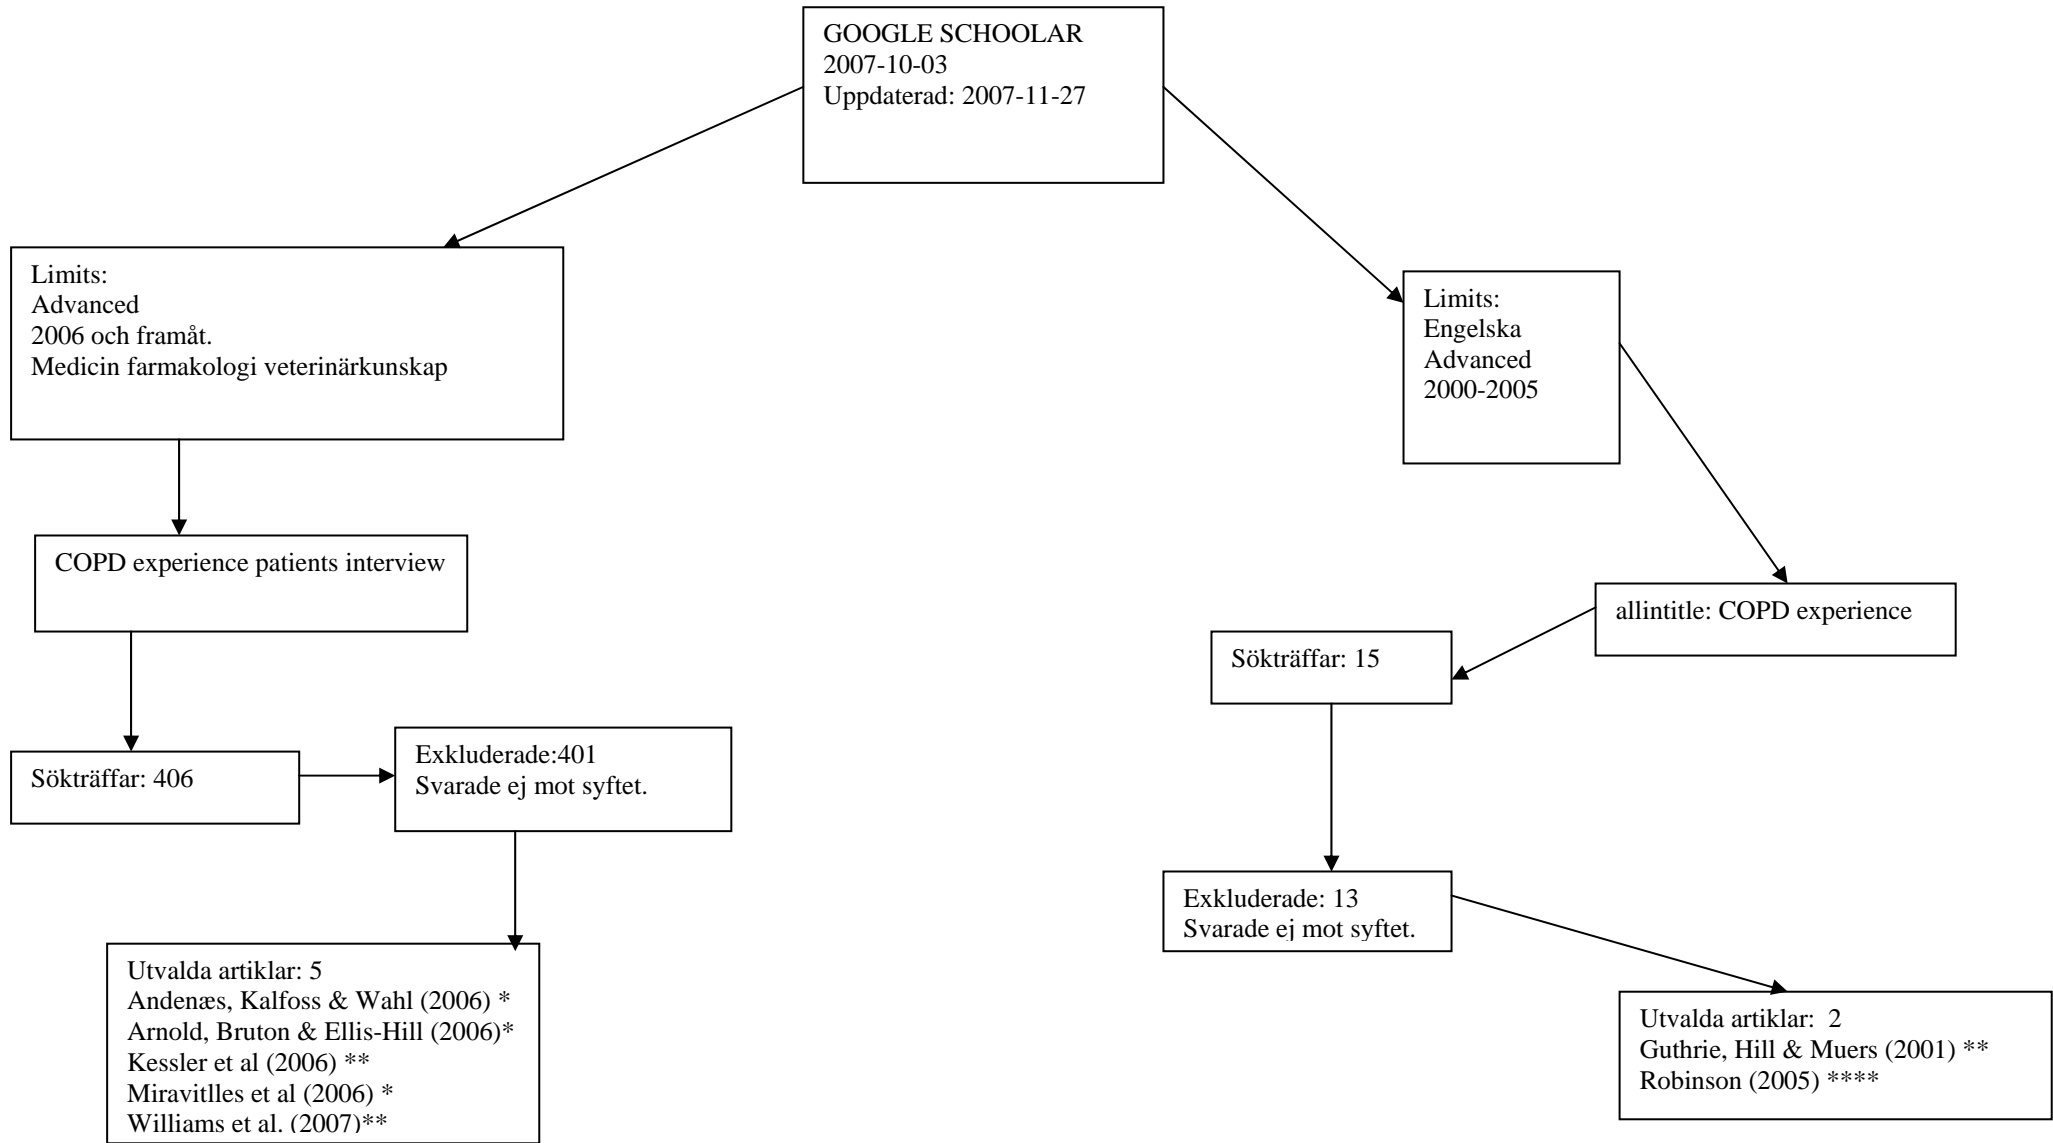 GOOGLE SCHOOLAR
2007-10-03
Uppdaterad: 2007-11-27
Limits:
Advanced
2006 och framåt.
Medicin farmakologi veterinärkunskap
COPD experience patients interview
Sökträffar: 406
Exkluderade:401
Svarade ej mot syftet.
Utvalda artiklar: 5
Andenæs, Kalfoss & Wahl (2006) *
Arnold, Bruton & Ellis-Hill (2006)*
Kessler et al (2006) **
Miravitlles et al (2006) *
Williams et al. (2007)**
Limits:
Engelska
Advanced
2000-2005
allintitle: COPD experience
Sökträffar: 15
Exkluderade: 13
Svarade ej mot syftet.
Utvalda artiklar:  2
Guthrie, Hill & Muers (2001) **
Robinson (2005) ****